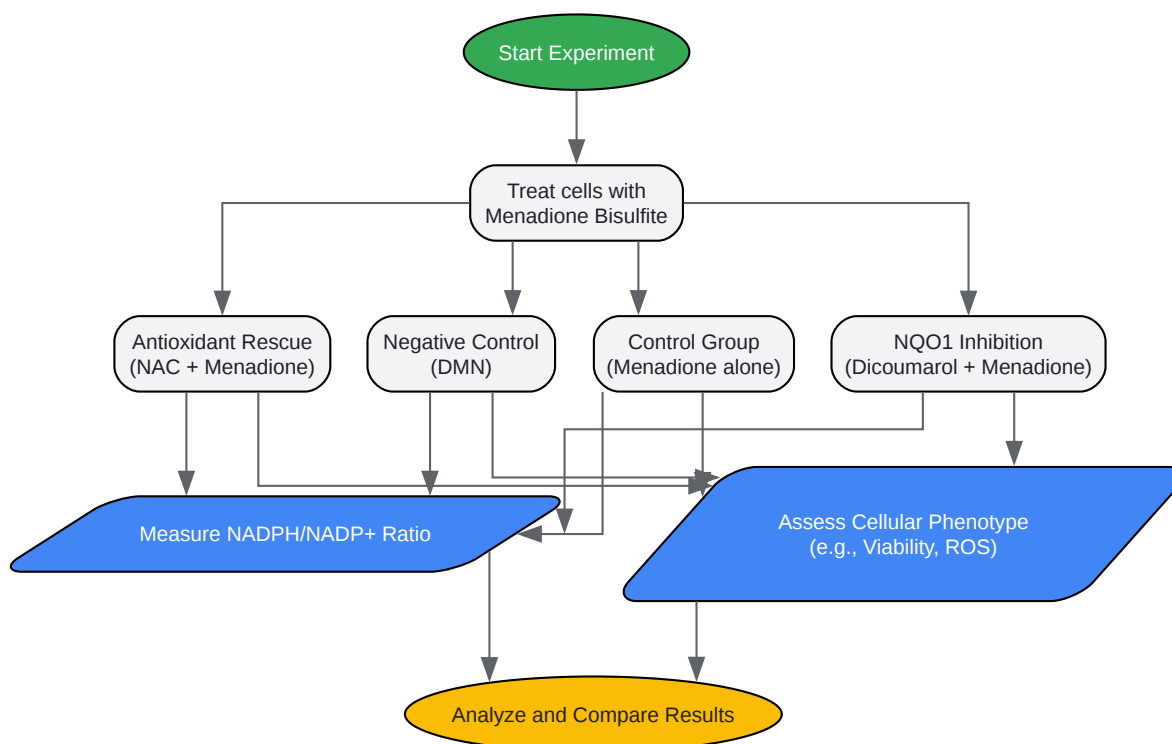 Start Experiment
Treat cells with
Menadione Bisulfite
Antioxidant Rescue
(NAC + Menadione)
Negative Control
(DMN)
Control Group
(Menadione alone)
NQO1 Inhibition
(Dicoumarol + Menadione)
Measure NADPH/NADP+ Ratio
Assess Cellular Phenotype
(e.g., Viability, ROS)
Analyze and Compare Results